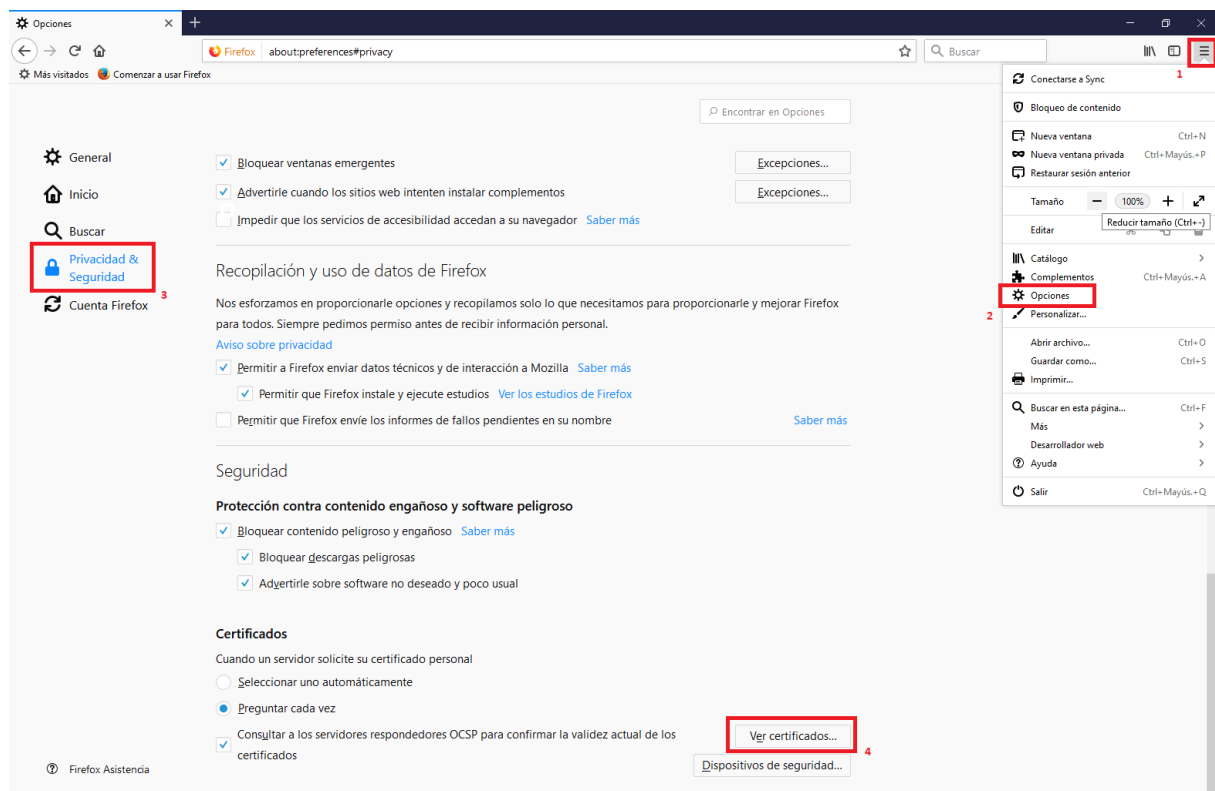 Opciones
Firefox about:preferences#privacy
Buscar
Más visitados Comenzar a usar Firefox
1
Encontrar en Opciones
General
Inicio
Buscar
Privacidad &
Seguridad
3
Cuenta Firefox
Firefox Asistencia
Bloquear ventanas emergentes Excepciones...
Advertirle cuando los sitios web intenten instalar complementos Excepciones...
Impedir que los servicios de accesibilidad accedan a su navegador Saber más
Recopilación y uso de datos de Firefox
Nos esforzamos en proporcionarle opciones y recopilamos solo lo que necesitamos para proporcionarle y mejorar Firefox
para todos. Siempre pedimos permiso antes de recibir información personal.
Aviso sobre privacidad
Permitir a Firefox enviar datos técnicos y de interacción a Mozilla Saber más
Permitir que Firefox instale y ejecute estudios Ver los estudios de Firefox
Permitir que Firefox envíe los informes de fallos pendientes en su nombre Saber más
Seguridad
Protección contra contenido engañoso y software peligroso
Bloquear contenido peligroso y engañoso Saber más
Bloquear descargas peligrosas
Advertirle sobre software no deseado y poco usual
Certificados
Cuando un servidor solicite su certificado personal
Seleccionar uno automáticamente
Preguntar cada vez
Consultar a los servidores respondedores OCSP para confirmar la validez actual de los
certificados
Ver certificados...
4
Dispositivos de seguridad...
Conectarse a Sync
Bloqueo de contenido
Nueva ventana Ctrl+N
Nueva ventana privada Ctrl+Mayús.+P
Restaurar sesión anterior
Tamaño 100%
Reducir tamaño (Ctrl+-)
Editar
Catálogo
Complementos Ctrl+Mayús.+A
Opciones
2
Personalizar...
Abrir archivo... Ctrl+O
Guardar como... Ctrl+S
Imprimir...
Buscar en esta página... Ctrl+F
Más
Desarrollador web
Ayuda
Salir Ctrl+Mayús.+Q